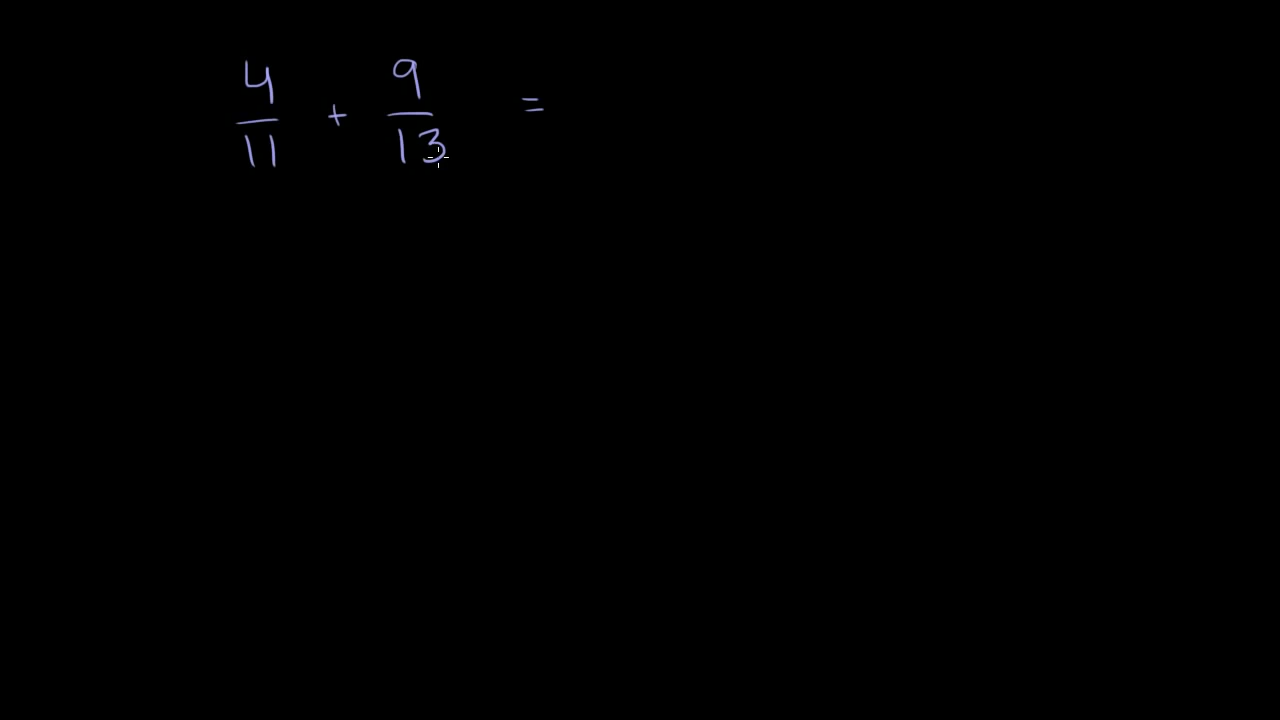 4/11 + 9/13 =